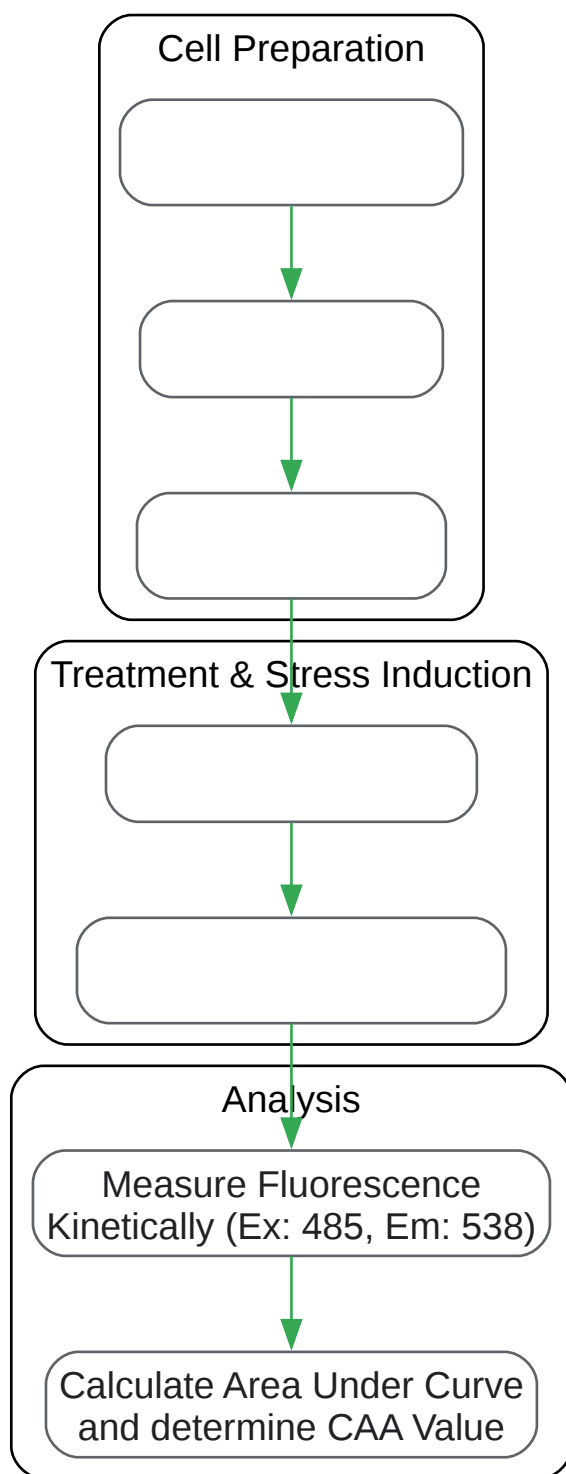 Cell Preparation
Treatment & Stress Induction
Analysis
Measure Fluorescence
Kinetically (Ex: 485, Em: 538)
Calculate Area Under Curve
and determine CAA Value